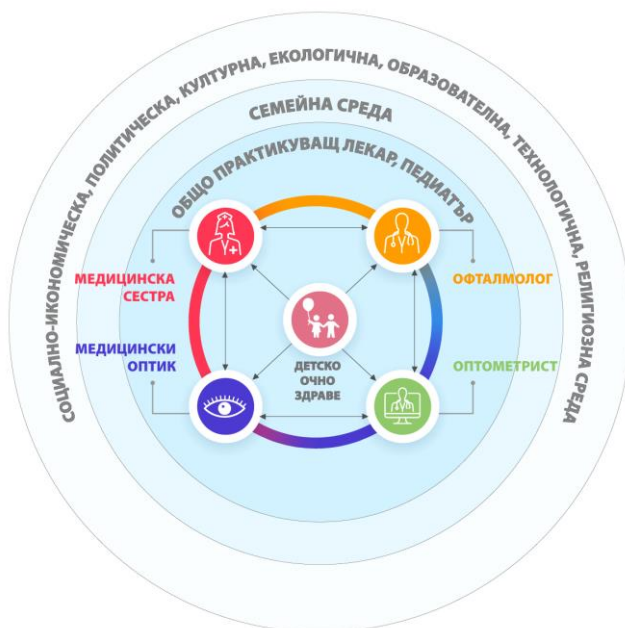 СОЦИАЛНО-ИКОНОМИЧЕСКА, ПОЛИТИЧЕСКА, КУЛТУРНА, ЕКОЛОГИЧНА, ОБРАЗОВАТЕЛНА, ТЕХНОЛОГИЧНА, РЕЛИГИОЗНА СРЕДА
СЕМЕЙНА СРЕДА
ОБЩО ПРАКТИКУВАЩ ЛЕКАР, ПЕДИАТЪР
МЕДИЦИНСКА
СЕСТРА
ОФТАЛМОЛОГ
МЕДИЦИНСКИ
ОПТИК
ДЕТСКО
ОЧНО
ЗДРАВЕ
ОПТОМЕТРИСТ